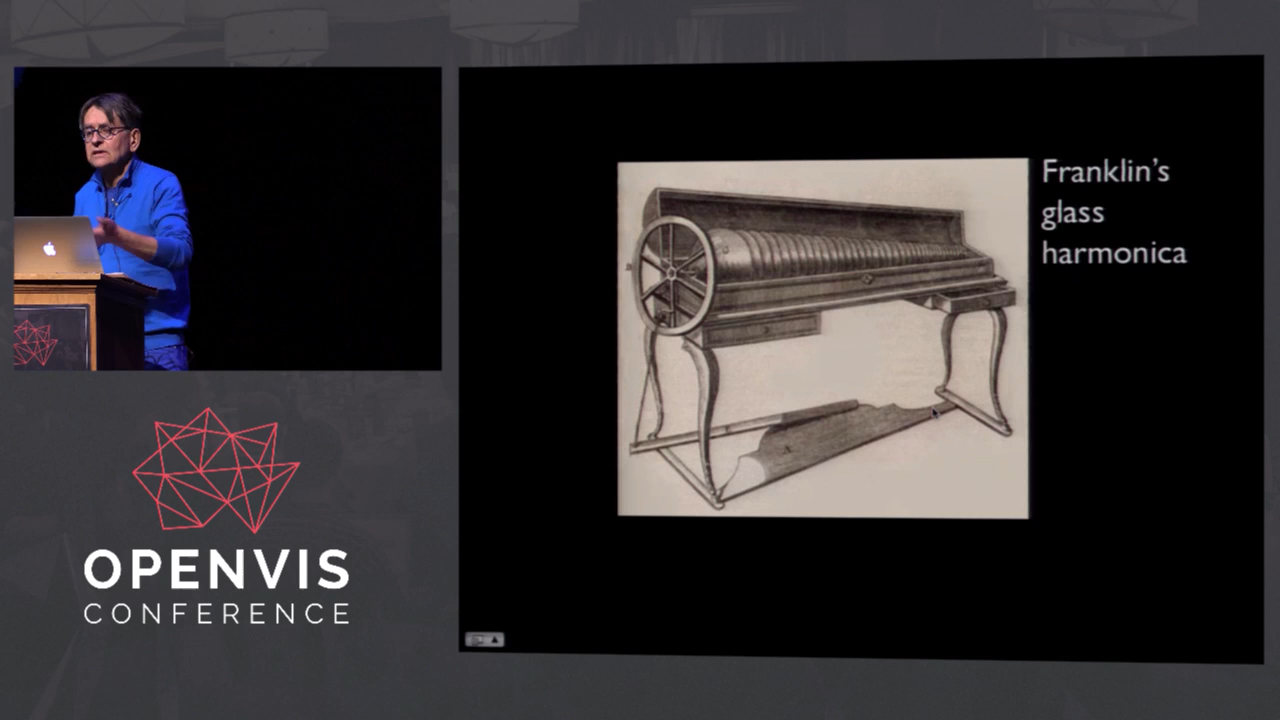 Franklin's
glass
harmonica
OPENVIS
CONFERENCE